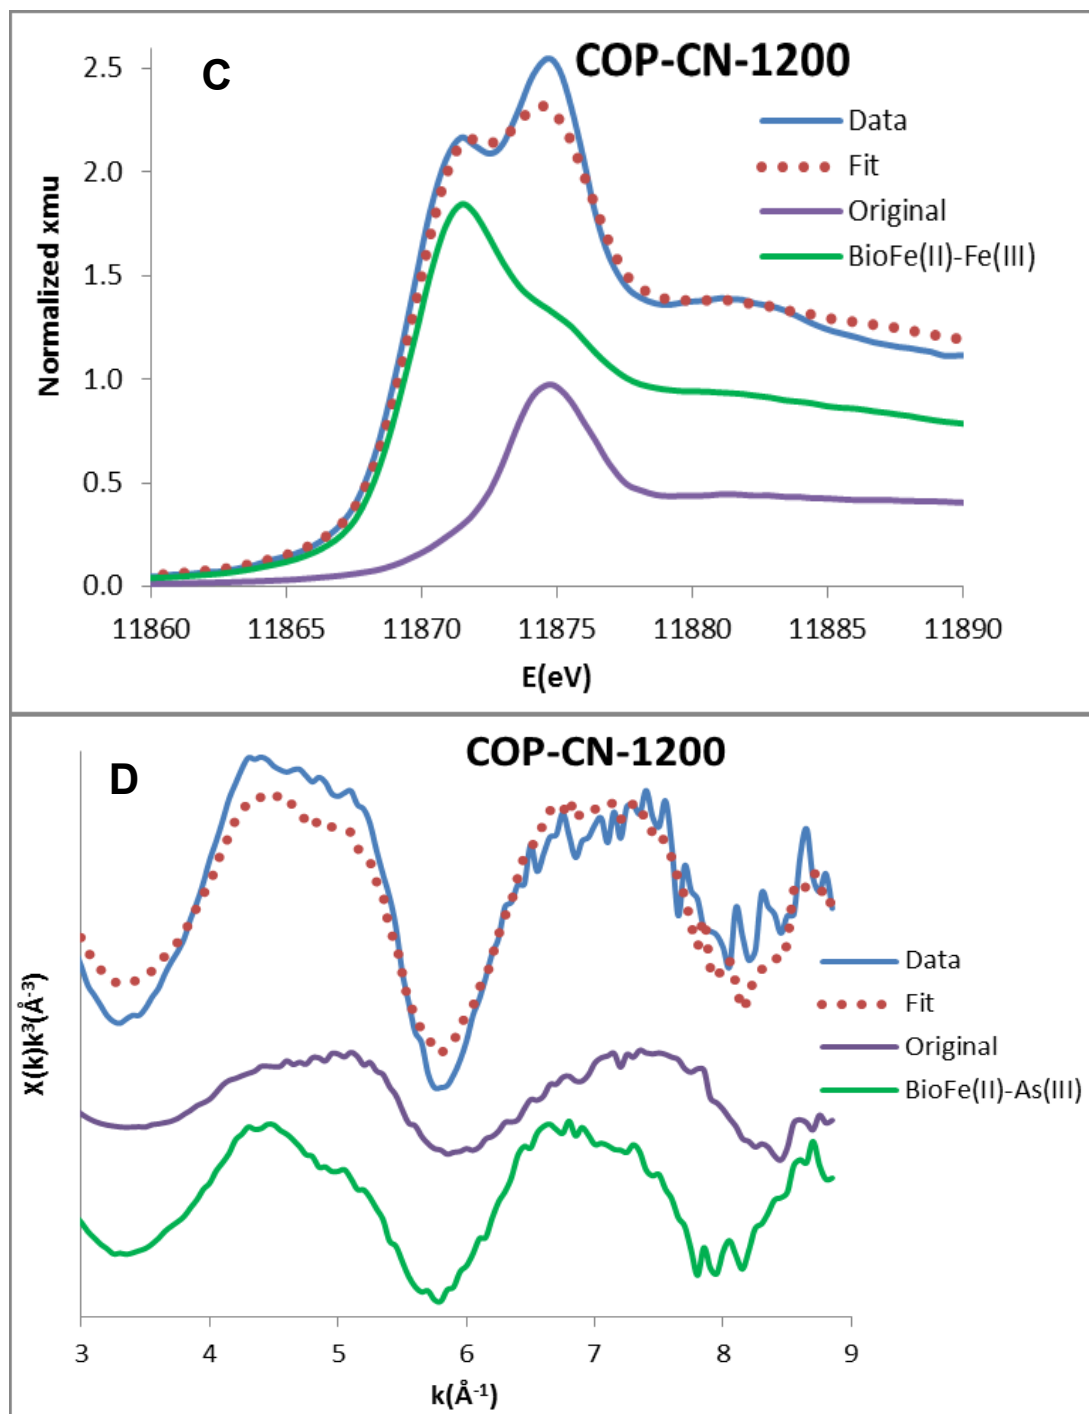 C
COP-CN-1200
2.5
2.0
1.5
1.0
0.5
0.0
Normalized xmu
Data
Fit
Original
BioFe(II)-Fe(III)
11860 11865 11870 11875 11880 11885 11890
E(eV)
D
COP-CN-1200
χ(k)k³(Å⁻³)
Data
Fit
Original
BioFe(II)-As(III)
3 4 5 6 7 8 9
k(Å⁻¹)